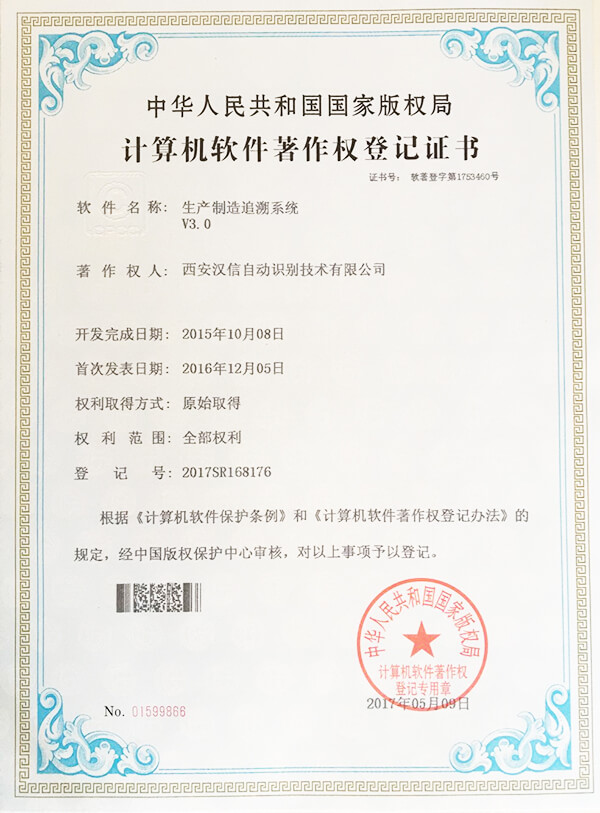 中华人民共和国国家版权局
计算机软件著作权登记证书
证书号: 软著登字第1753460号
软件名称: 生产制造追溯系统
V3.0
著作权人: 西安汉信自动识别技术有限公司
开发完成日期: 2015年10月08日
首次发表日期: 2016年12月05日
权利取得方式: 原始取得
权利范围: 全部权利
登记号: 2017SR168176
根据《计算机软件保护条例》和《计算机软件著作权登记办法》的
规定,经中国版权保护中心审核,对以上事项予以登记。
中华人民共和国国家版权局
计算机软件著作权
登记专用章
2017年05月09日
No. 01599866